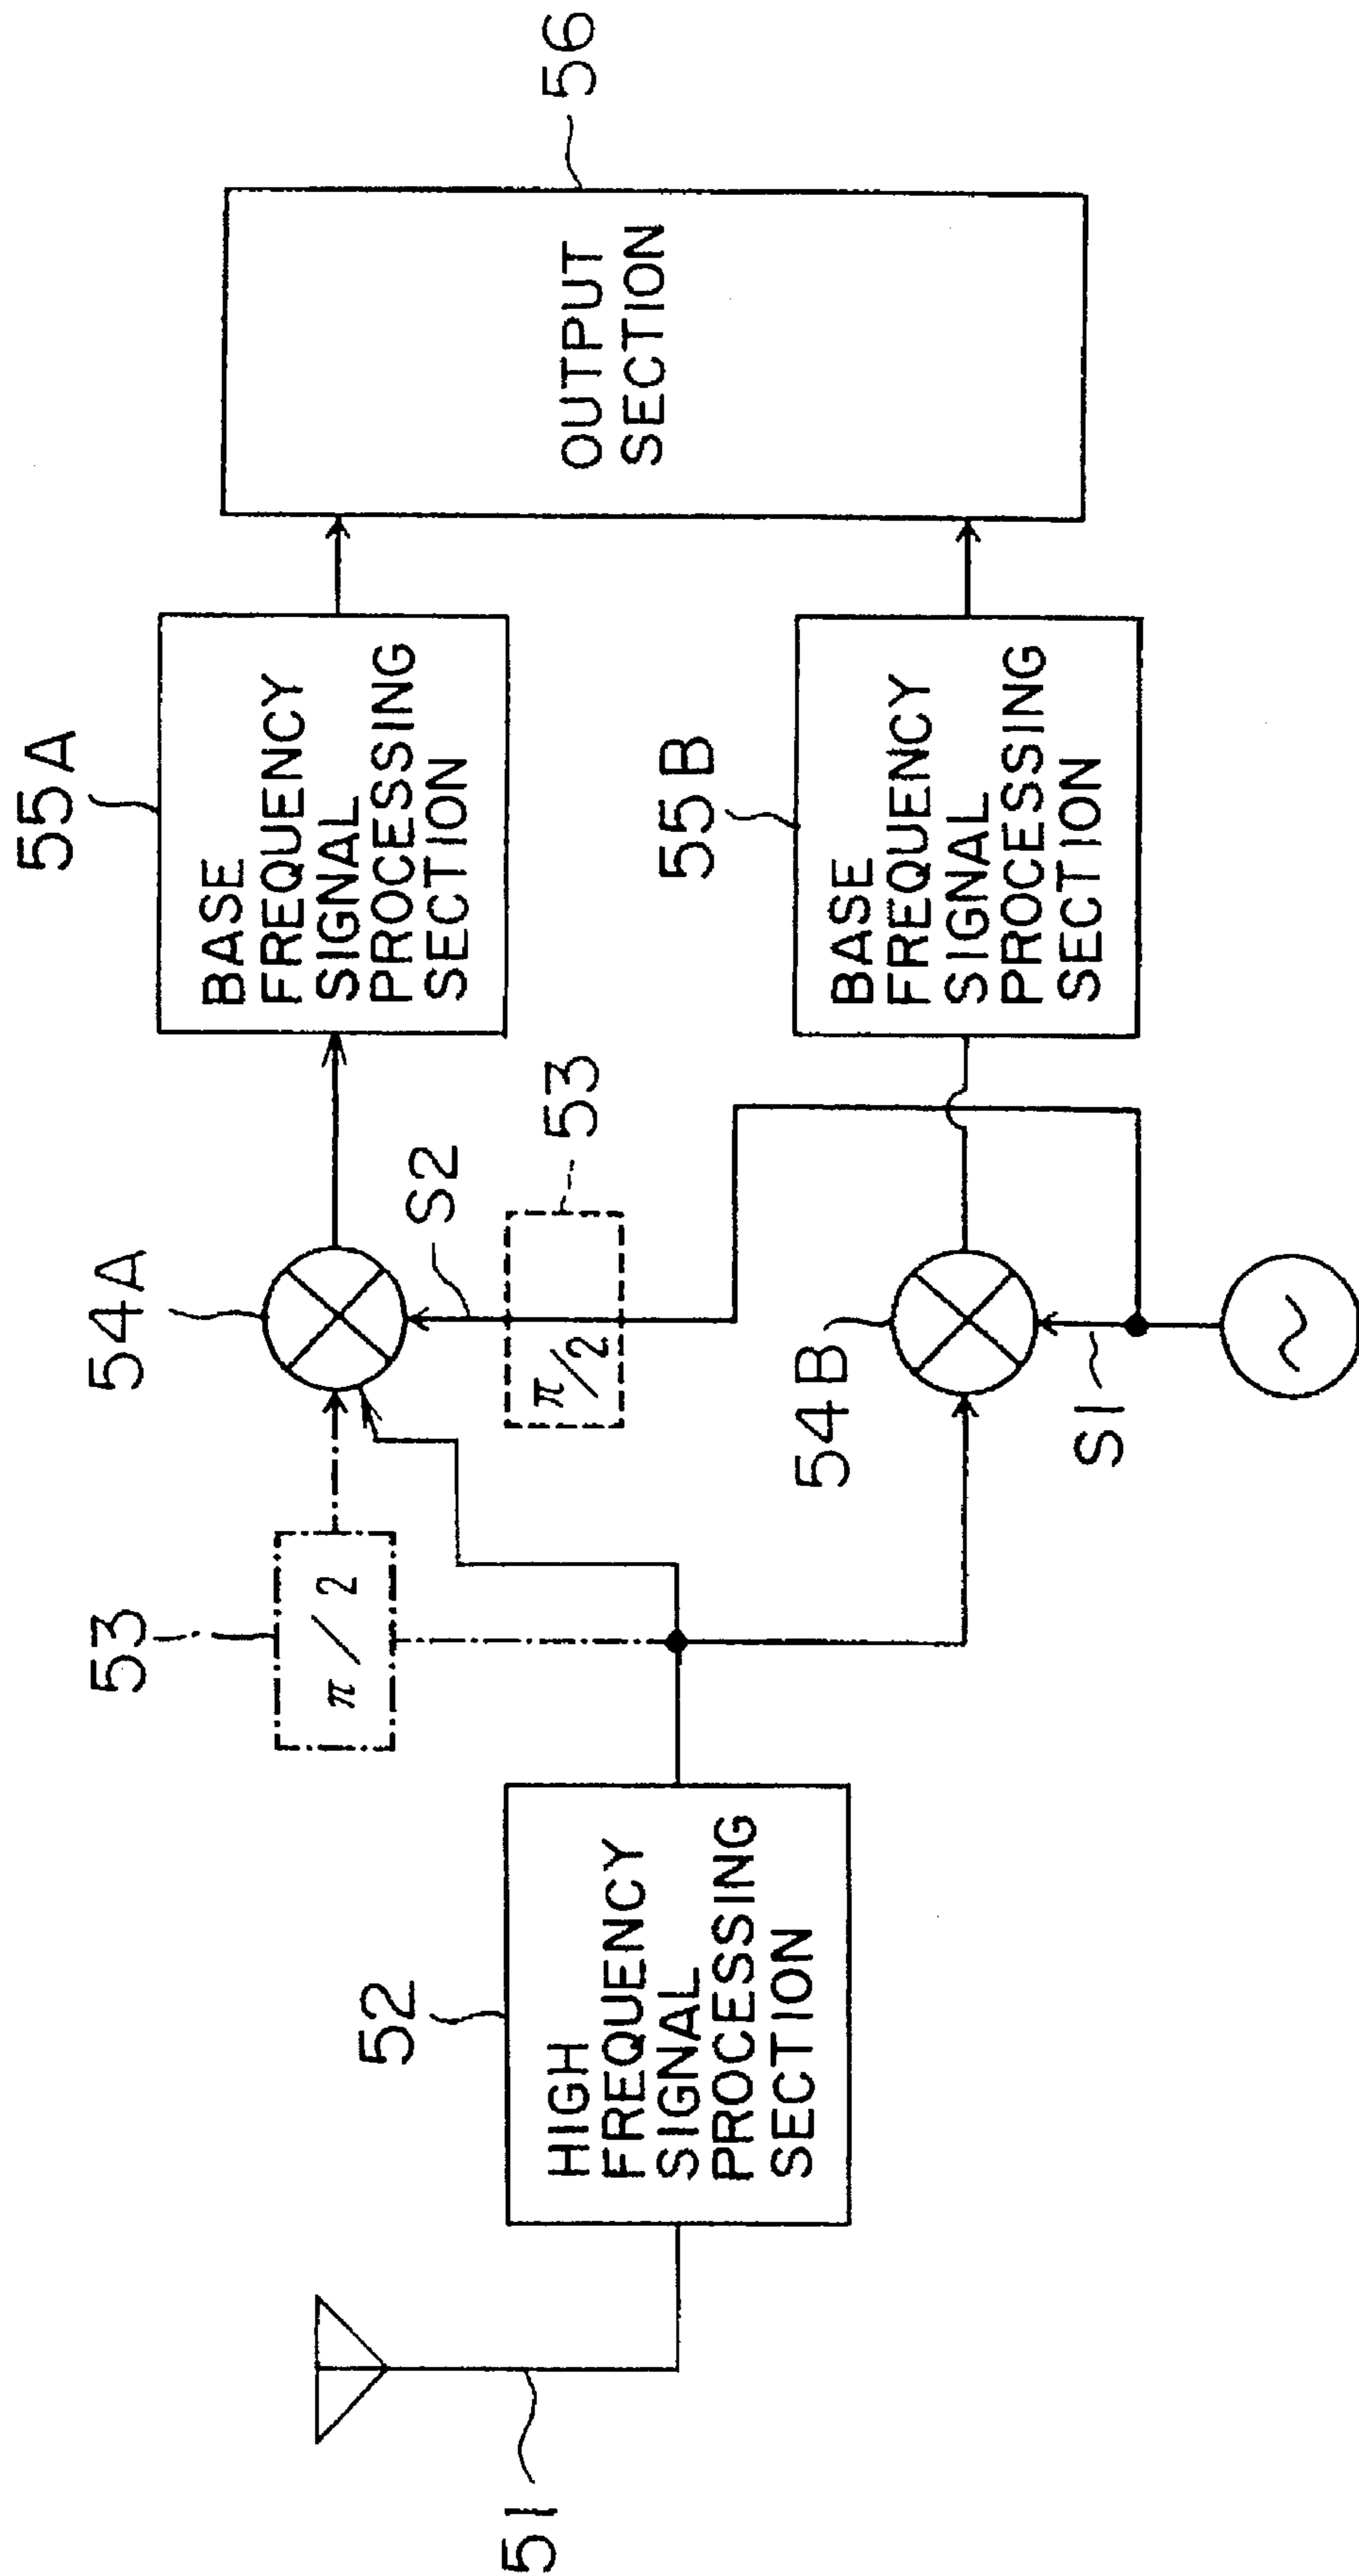 51
52
HIGH
FREQUENCY
SIGNAL
PROCESSING
SECTION
53
π/2
54A
S2
53
π/2
54B
S1
55A
BASE
FREQUENCY
SIGNAL
PROCESSING
SECTION
55B
BASE
FREQUENCY
SIGNAL
PROCESSING
SECTION
56
OUTPUT
SECTION